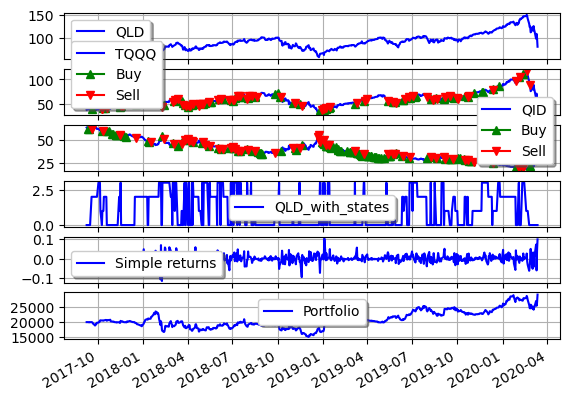 150
100
QLD
TQQQ
Buy
Sell
100
50
QID
Buy
Sell
50
25
2.5
0.0
QLD_with_states
0.1
0.0
-0.1
Simple returns
25000
20000
15000
Portfolio
2017-10
2018-01
2018-04
2018-07
2018-10
2019-01
2019-04
2019-07
2019-10
2020-01
2020-04